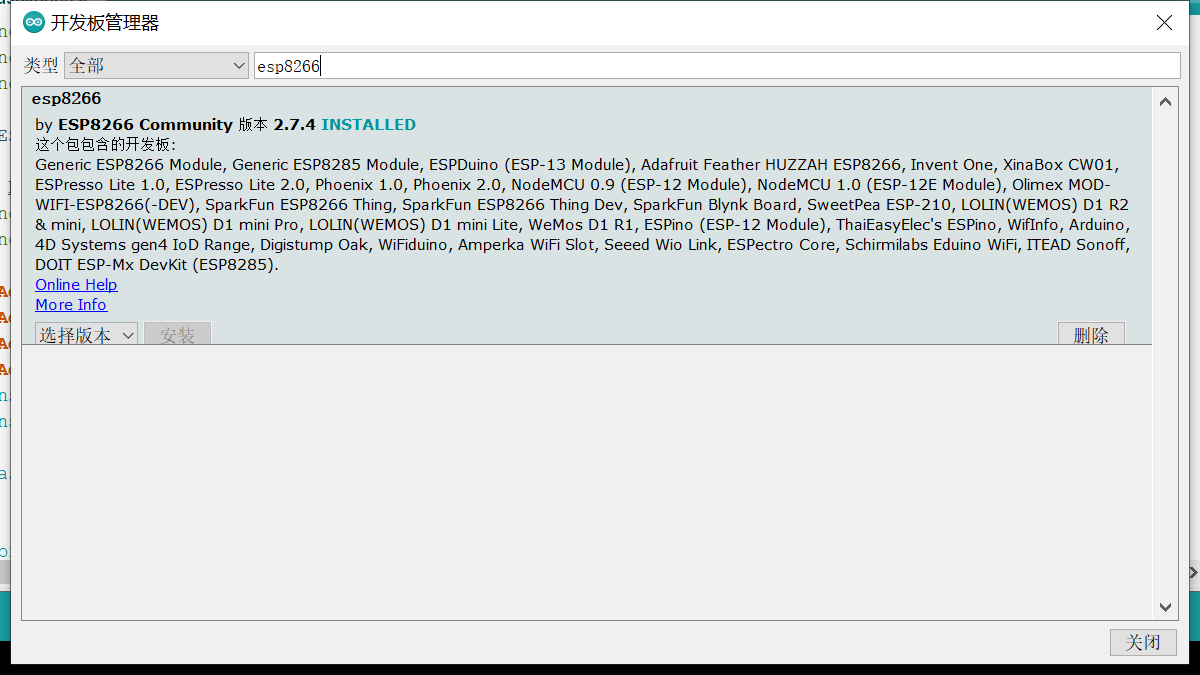 开发板管理器
类型 全部 esp8266
esp8266
by ESP8266 Community 版本 2.7.4 INSTALLED
这个包包含的开发板:
Generic ESP8266 Module, Generic ESP8285 Module, ESPDuino (ESP-13 Module), Adafruit Feather HUZZAH ESP8266, Invent One, XinaBox CW01,
ESPresso Lite 1.0, ESPresso Lite 2.0, Phoenix 1.0, Phoenix 2.0, NodeMCU 0.9 (ESP-12 Module), NodeMCU 1.0 (ESP-12E Module), Olimex MOD-
WIFI-ESP8266(-DEV), SparkFun ESP8266 Thing, SparkFun ESP8266 Thing Dev, SparkFun Blynk Board, SweetPea ESP-210, LOLIN(WEMOS) D1 R2
& mini, LOLIN(WEMOS) D1 mini Pro, LOLIN(WEMOS) D1 mini Lite, WeMos D1 R1, ESPino (ESP-12 Module), ThaiEasyElec's ESPino, WifInfo, Arduino,
4D Systems gen4 IoD Range, Digistump Oak, WiFiduino, Amperka WiFi Slot, Seeed Wio Link, ESPectro Core, Schirmilabs Eduino WiFi, ITEAD Sonoff,
DOIT ESP-Mx DevKit (ESP8285).
Online Help
More Info
选择版本 安装 删除
关闭